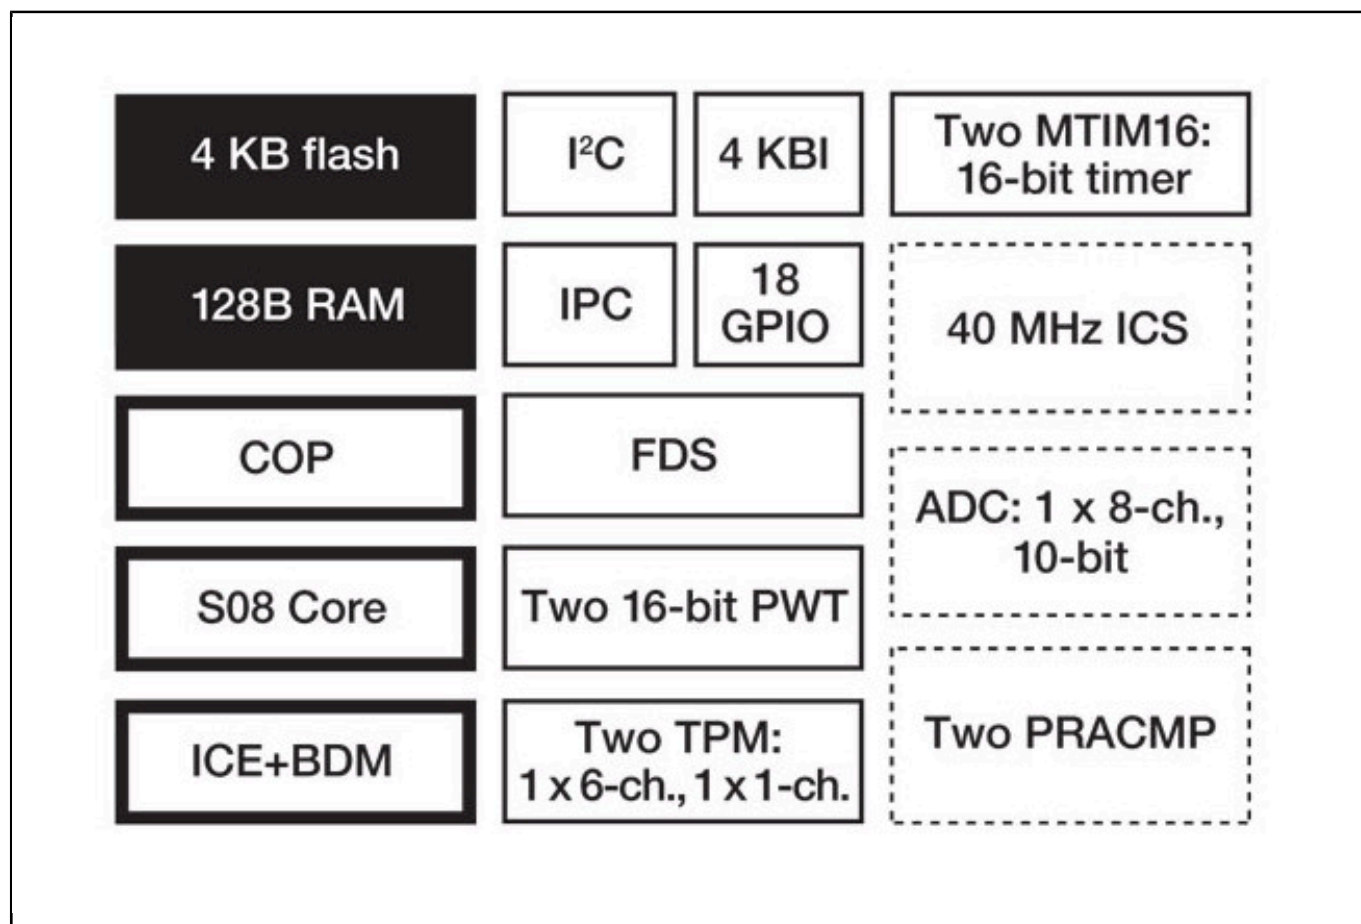 4 KB flash
I²C
4 KBI
Two MTIM16:
16-bit timer
128B RAM
IPC
18
GPIO
40 MHz ICS
COP
FDS
ADC: 1 x 8-ch.,
10-bit
S08 Core
Two 16-bit PWT
Two PRACMP
ICE+BDM
Two TPM:
1 x 6-ch., 1 x 1-ch.